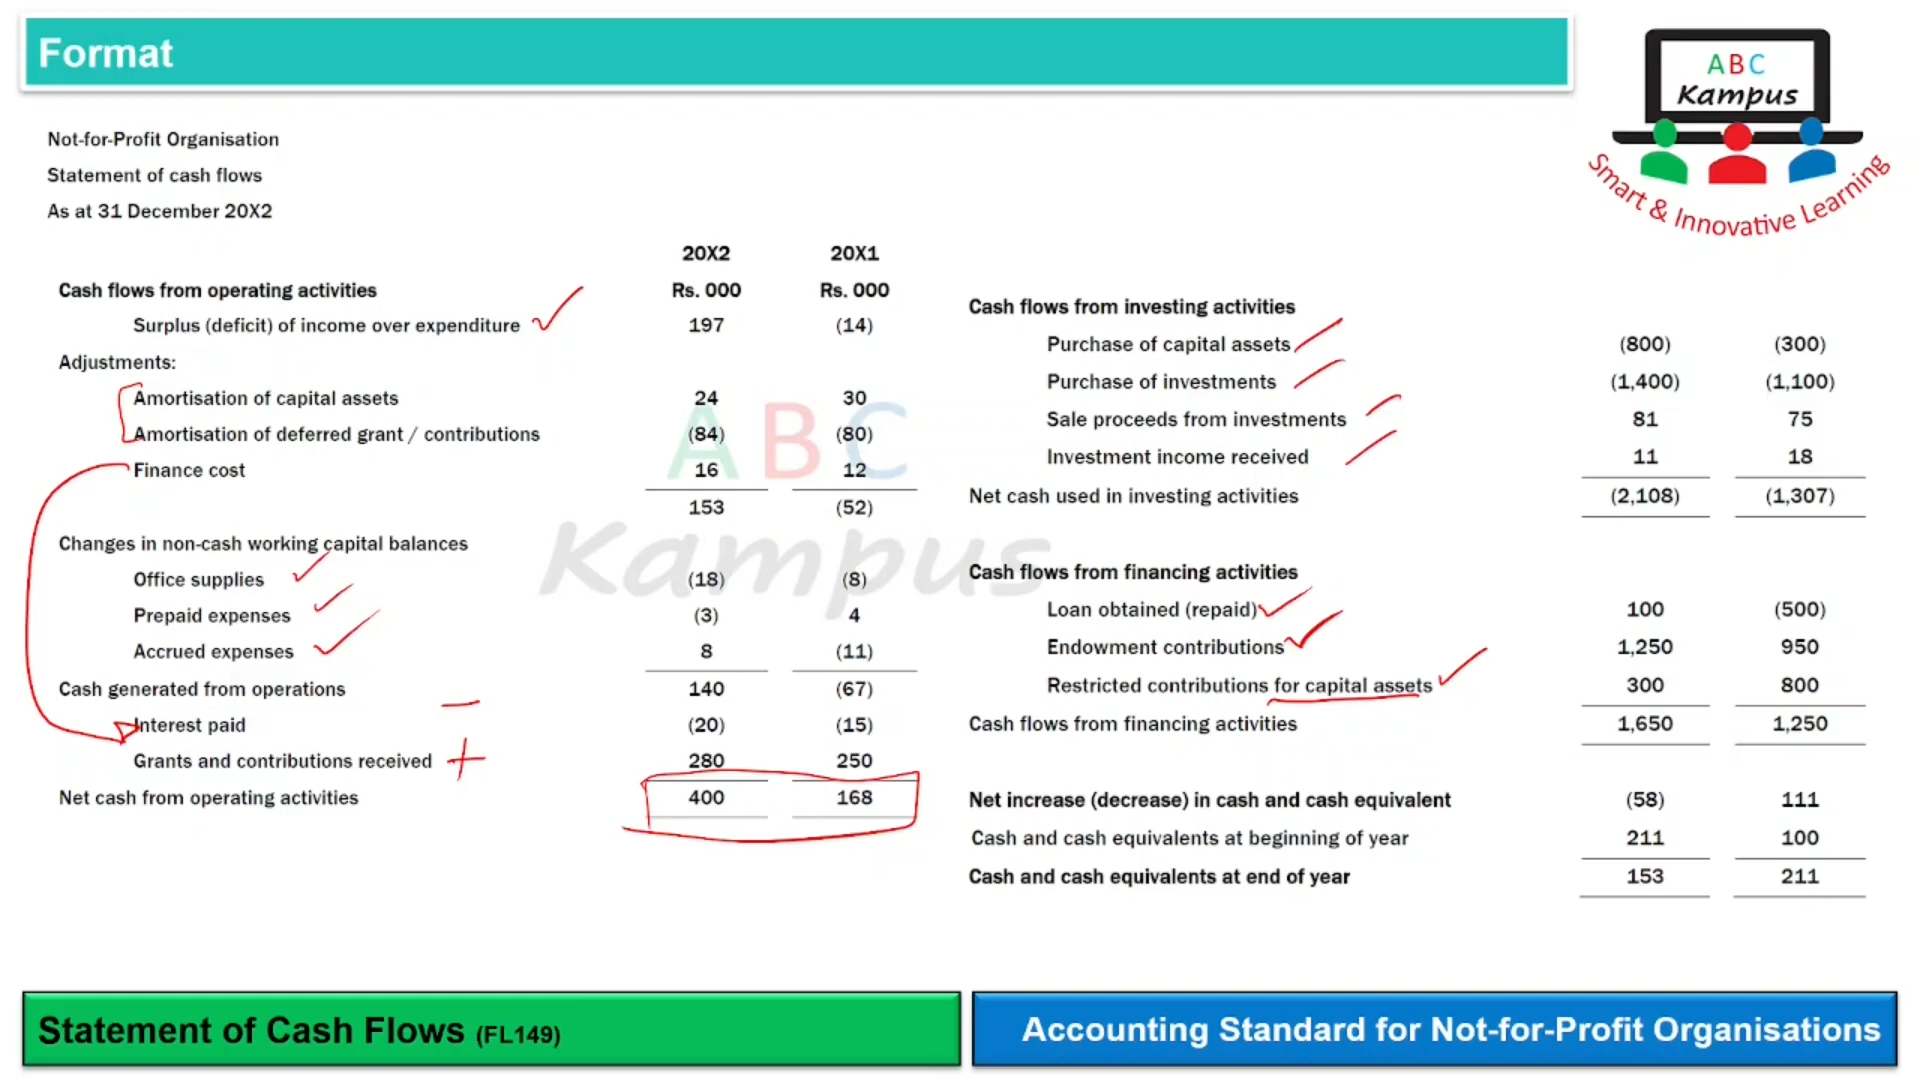 Format
ABC
Kampus
Smart & Innovative Learning
Not-for-Profit Organisation
Statement of cash flows
As at 31 December 20X2
20X2 20X1
Cash flows from operating activities Rs. 000 Rs. 000
Surplus (deficit) of income over expenditure 197 (14)
Adjustments:
Amortisation of capital assets 24 30
Amortisation of deferred grant / contributions (84) (80)
Finance cost 16 12
153 (52)
Changes in non-cash working capital balances
Office supplies (18) (8)
Prepaid expenses (3) 4
Accrued expenses 8 (11)
Cash generated from operations 140 (67)
Interest paid (20) (15)
Grants and contributions received 280 250
Net cash from operating activities 400 168
Cash flows from investing activities
Purchase of capital assets (800) (300)
Purchase of investments (1,400) (1,100)
Sale proceeds from investments 81 75
Investment income received 11 18
Net cash used in investing activities (2,108) (1,307)
Cash flows from financing activities
Loan obtained (repaid) 100 (500)
Endowment contributions 1,250 950
Restricted contributions for capital assets 300 800
Cash flows from financing activities 1,650 1,250
Net increase (decrease) in cash and cash equivalent (58) 111
Cash and cash equivalents at beginning of year 211 100
Cash and cash equivalents at end of year 153 211
ABC
Kampus
Statement of Cash Flows (FL149)
Accounting Standard for Not-for-Profit Organisations